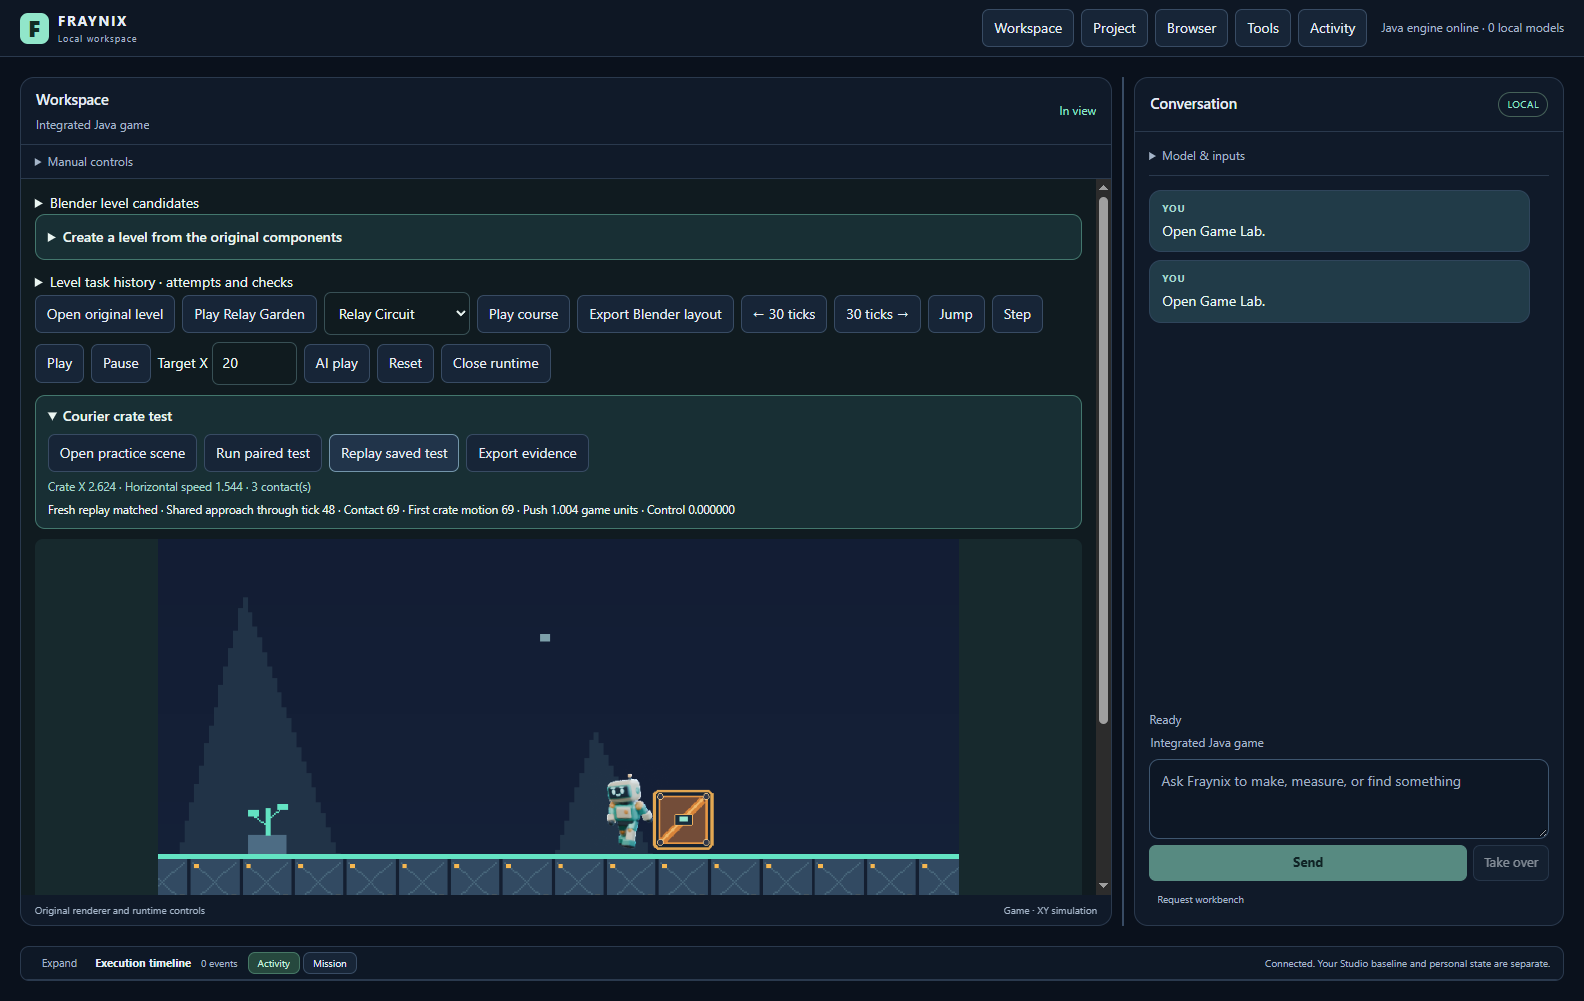 F FRAYNIX
Local workspace
Workspace Project Browser Tools Activity Java engine online · 0 local models
Workspace
Integrated Java game
In view
▶ Manual controls
▶ Blender level candidates
▶ Create a level from the original components
▶ Level task history · attempts and checks
Open original level Play Relay Garden Relay Circuit Play course Export Blender layout ← 30 ticks 30 ticks → Jump Step
Play Pause Target X 20 AI play Reset Close runtime
▼ Courier crate test
Open practice scene Run paired test Replay saved test Export evidence
Crate X 2.624 · Horizontal speed 1.544 · 3 contact(s)
Fresh replay matched · Shared approach through tick 48 · Contact 69 · First crate motion 69 · Push 1.004 game units · Control 0.000000
Original renderer and runtime controls Game · XY simulation
Conversation LOCAL
▶ Model & inputs
YOU
Open Game Lab.
YOU
Open Game Lab.
Ready
Integrated Java game
Ask Fraynix to make, measure, or find something
Send Take over
Request workbench
Expand Execution timeline 0 events Activity Mission Connected. Your Studio baseline and personal state are separate.